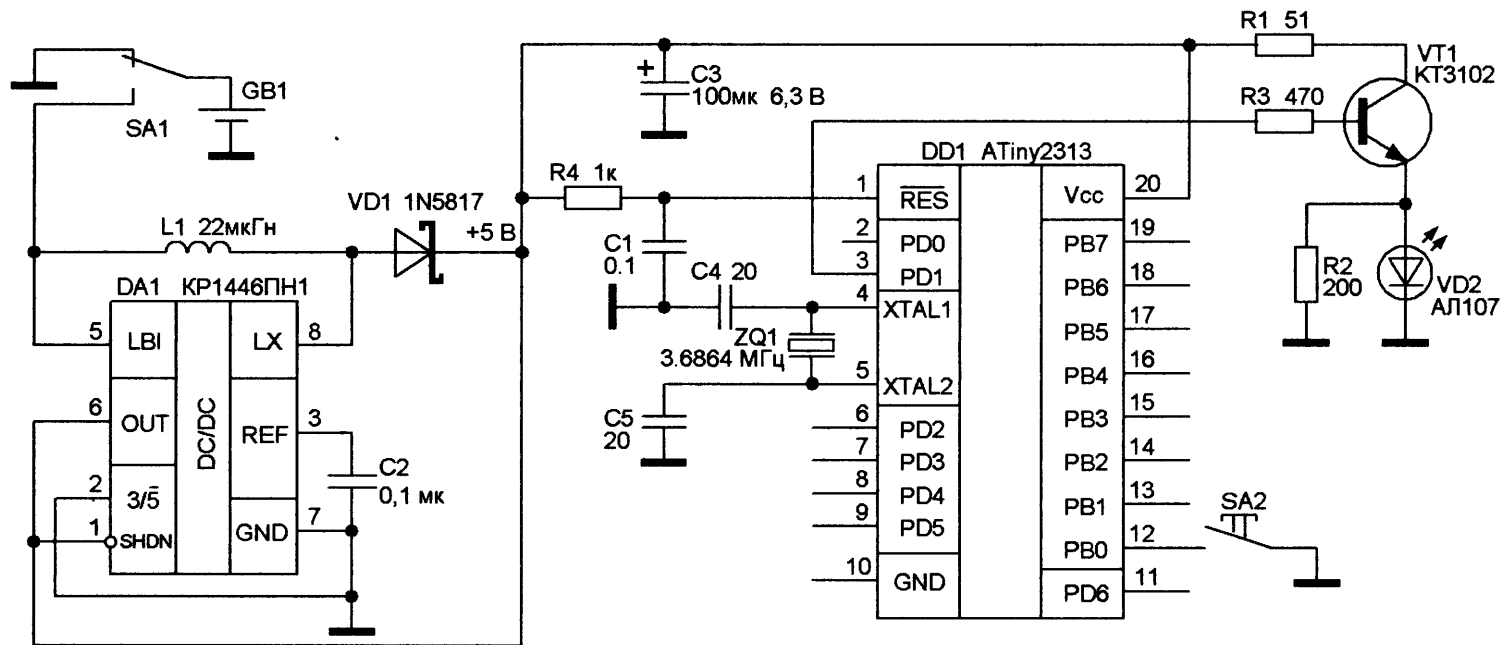 R1 51
VT1
КТ3102
+
C3
100мк 6,3 В
GB1
SA1
R3 470
DD1 ATiny2313
R4 1к
VD1 1N5817
+5 В
L1 22мкГн
DA1 КР1446ПН1
5 LBI
LX 8
6 OUT
DC/DC
REF 3
2 3/5̅
1 SHDN
GND 7
C2
0,1 мк
C1
0.1
C4 20
ZQ1
3.6864 МГц
C5
20
1 R̅E̅S̅
2 PD0
3 PD1
4 XTAL1
5 XTAL2
6 PD2
7 PD3
8 PD4
9 PD5
10 GND
Vcc 20
PB7 19
PB6 18
PB5 17
PB4 16
PB3 15
PB2 14
PB1 13
PB0 12
PD6 11
R2
200
VD2
АЛ107
SA2